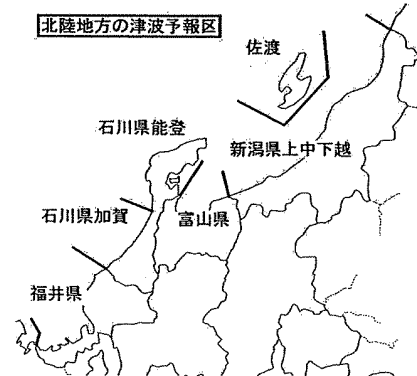 北陸地方の津波予報区
佐渡
石川県能登
新潟県上中下越
石川県加賀
富山県
福井県